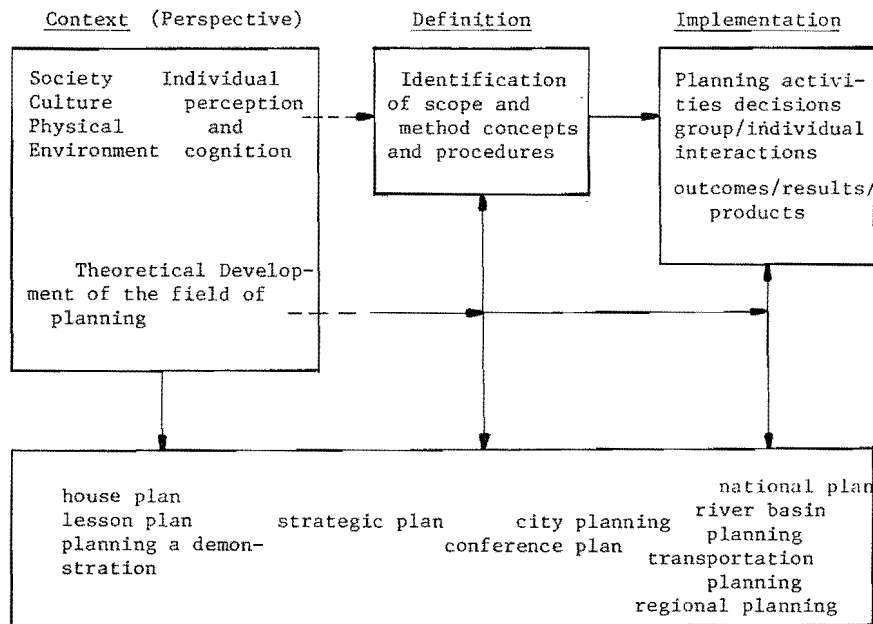 Context (Perspective)
Definition
Implementation
Society Individual
Culture perception
Physical and
Environment cognition
Theoretical Develop-
ment of the field of
planning
Identification
of scope and
method concepts
and procedures
Planning activi-
ties decisions
group/individual
interactions
outcomes/results/
products
house plan
lesson plan
planning a demon-
stration
strategic plan
city planning
conference plan
national plan
river basin
planning
transportation
planning
regional planning